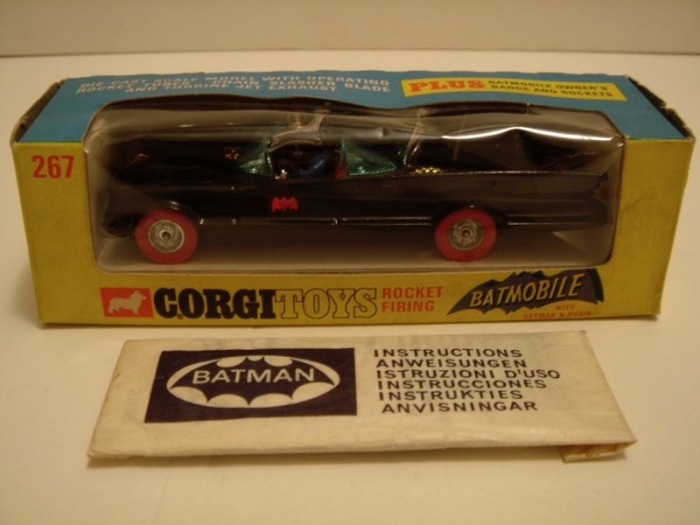 DIE-CAST SCALE MODEL WITH OPERATING
ROCKET TUBES · CHAIN SLASHER BLADE
AND TURBINE JET EXHAUST
PLUS BATMOBILE OWNER'S
BADGE AND ROCKETS
267
CORGI TOYS
ROCKET
FIRING
BATMOBILE
WITH
BATMAN & ROBIN
BATMAN
INSTRUCTIONS
ANWEISUNGEN
ISTRUZIONI D'USO
INSTRUCCIONES
INSTRUKTIES
ANVISNINGAR